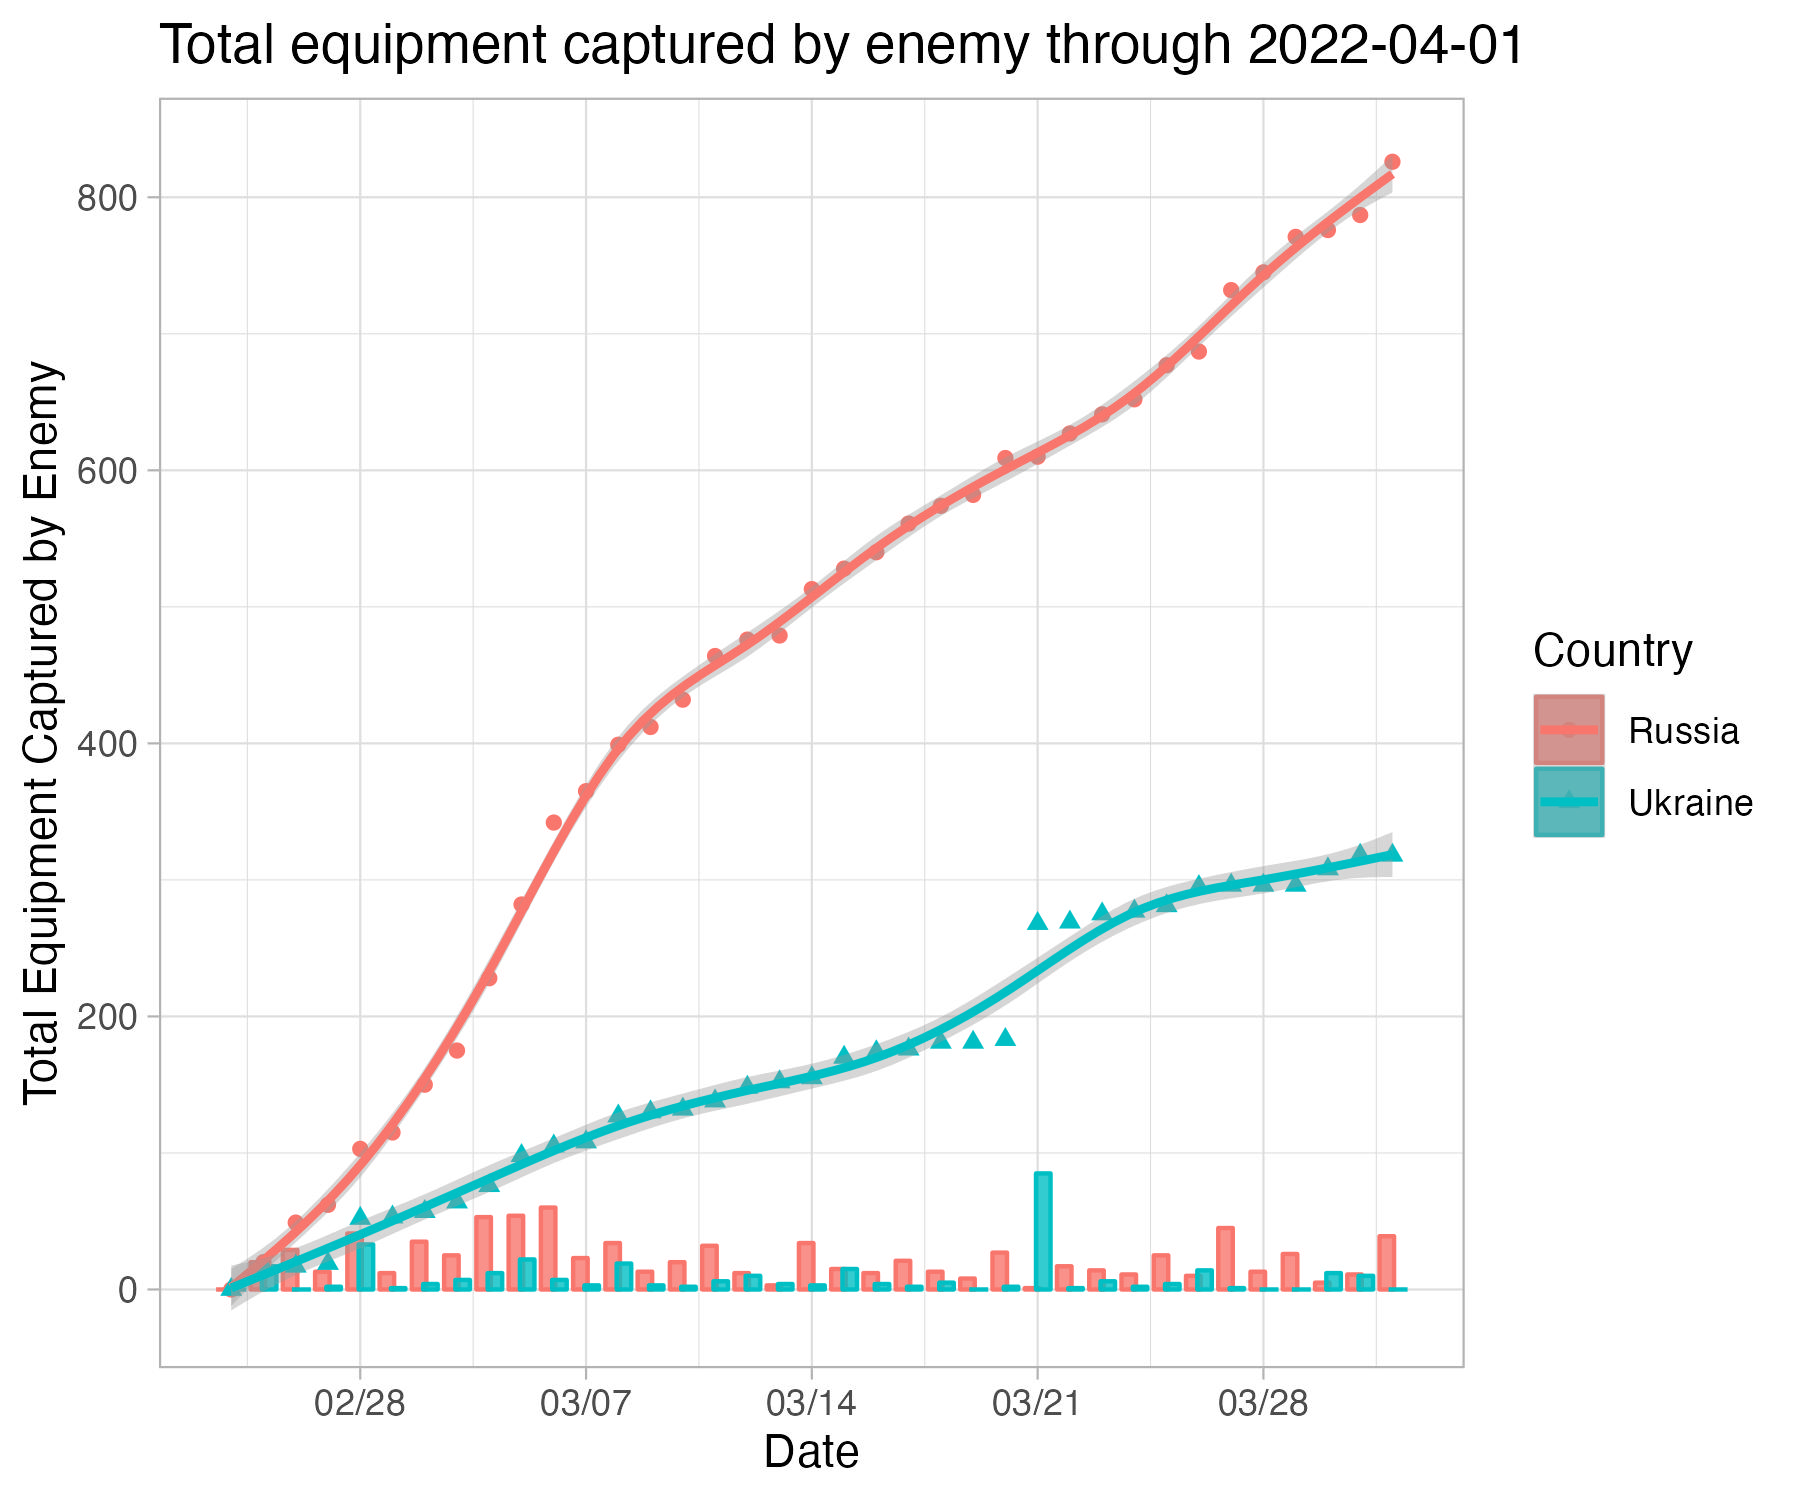 Total equipment captured by enemy through 2022-04-01
Total Equipment Captured by Enemy
800
600
400
200
0
02/28 03/07 03/14 03/21 03/28
Date
Country
Russia
Ukraine